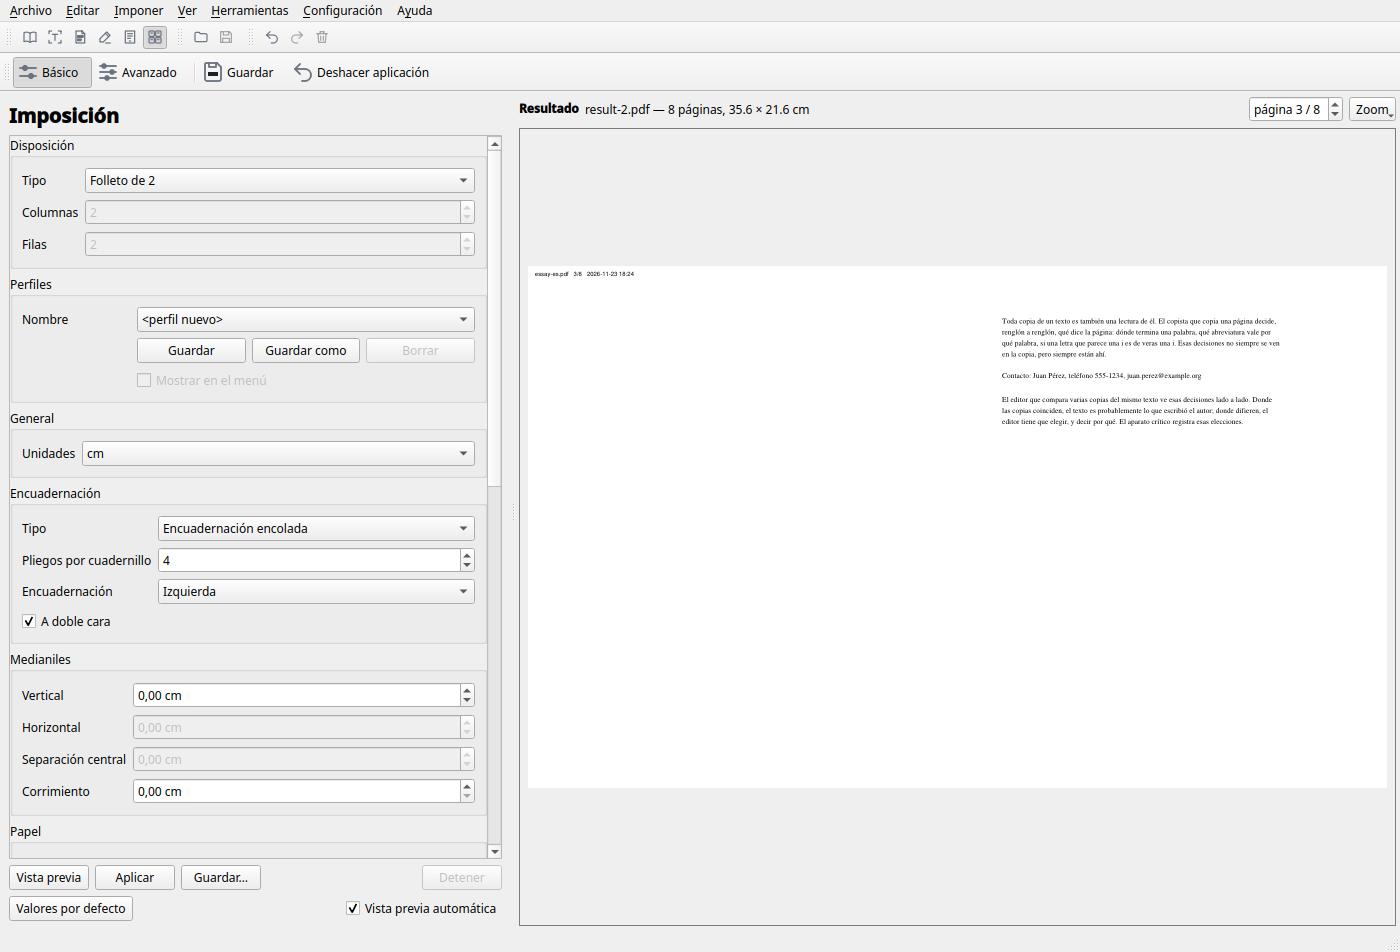 Archivo Editar Imponer Ver Herramientas Configuración Ayuda
Básico Avanzado Guardar Deshacer aplicación
Imposición
Disposición
Tipo Folleto de 2
Columnas 2
Filas 2
Perfiles
Nombre <perfil nuevo>
Guardar Guardar como Borrar
Mostrar en el menú
General
Unidades cm
Encuadernación
Tipo Encuadernación encolada
Pliegos por cuadernillo 4
Encuadernación Izquierda
A doble cara
Medianiles
Vertical 0,00 cm
Horizontal 0,00 cm
Separación central 0,00 cm
Corrimiento 0,00 cm
Papel
Vista previa Aplicar Guardar... Detener
Valores por defecto Vista previa automática
Resultado result-2.pdf — 8 páginas, 35.6 × 21.6 cm página 3 / 8 Zoom
essay-es.pdf 3/8 2026-11-23 18:24
Toda copia de un texto es también una lectura de él. El copista que copia una página decide,
renglón a renglón, qué dice la página: dónde termina una palabra, qué abreviatura vale por
qué palabra, si una letra que parece una i es de veras una i. Esas decisiones no siempre se ven
en la copia, pero siempre están ahí.
Contacto: Juan Pérez, teléfono 555-1234, juan.perez@example.org
El editor que compara varias copias del mismo texto ve esas decisiones lado a lado. Donde
las copias coinciden, el texto es probablemente lo que escribió el autor; donde difieren, el
editor tiene que elegir, y decir por qué. El aparato crítico registra esas elecciones.